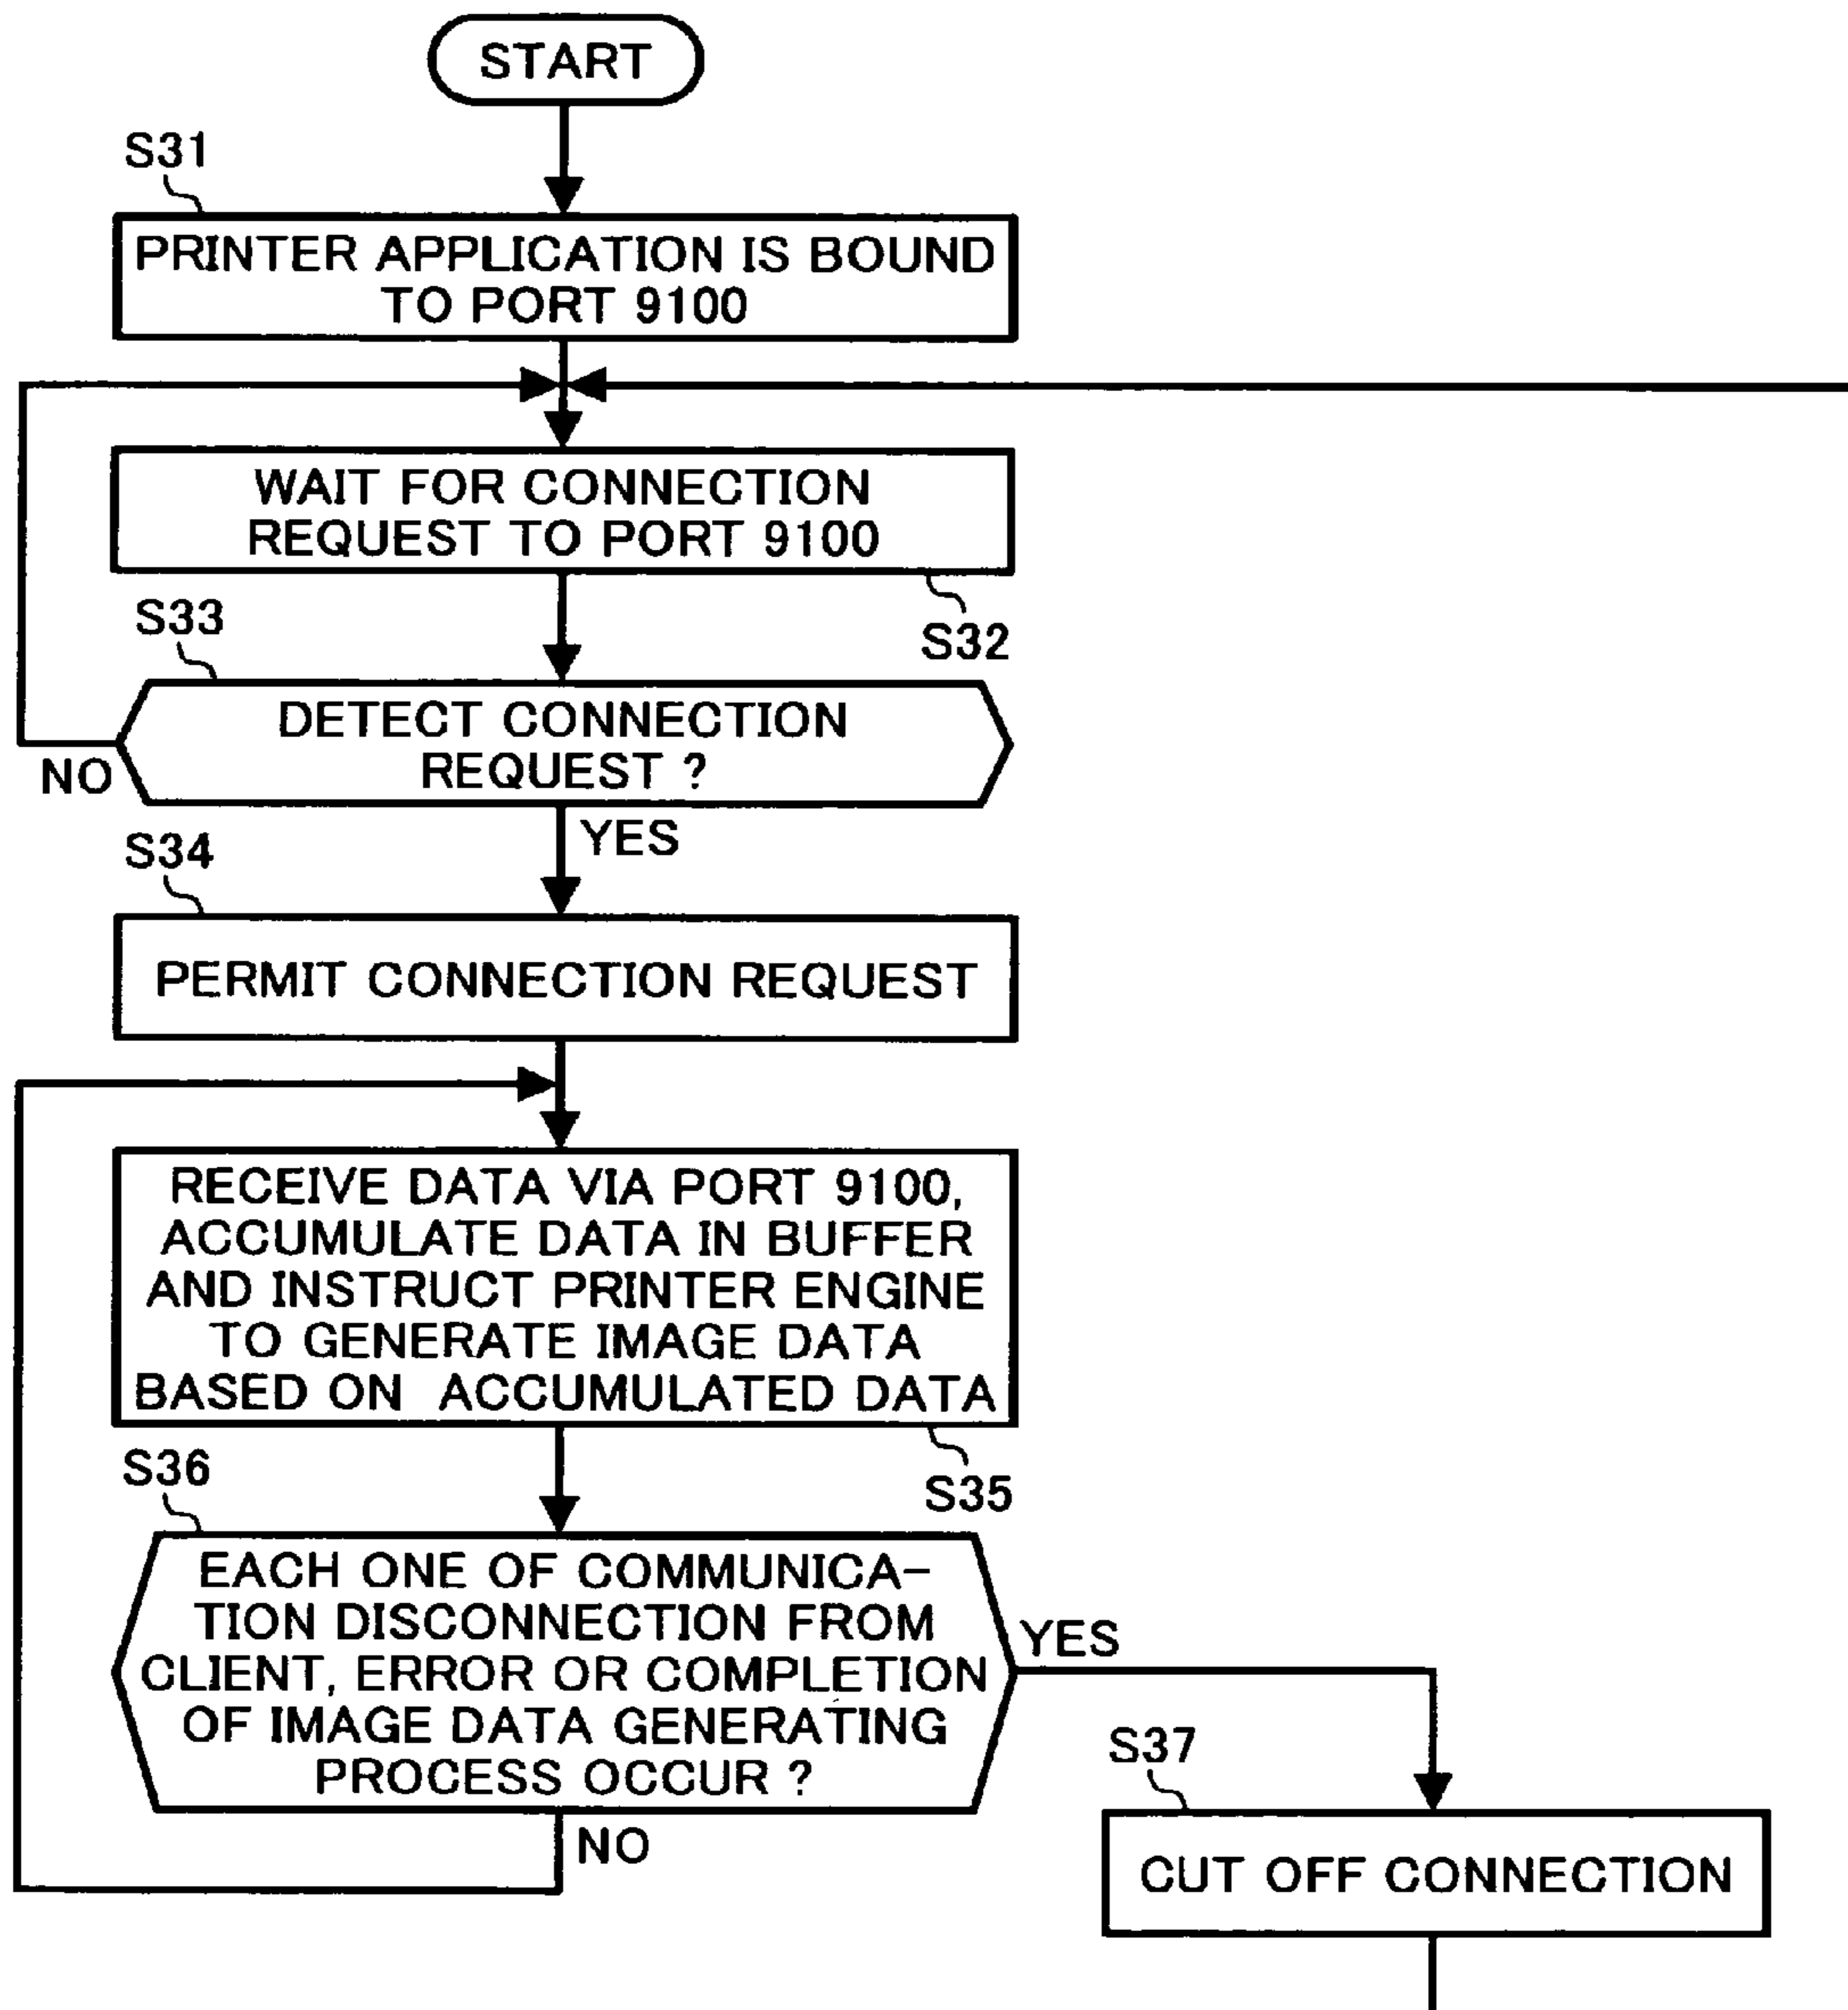 START
S31
PRINTER APPLICATION IS BOUND
TO PORT 9100
WAIT FOR CONNECTION
REQUEST TO PORT 9100
S32
S33
DETECT CONNECTION
REQUEST ?
NO
YES
S34
PERMIT CONNECTION REQUEST
RECEIVE DATA VIA PORT 9100,
ACCUMULATE DATA IN BUFFER
AND INSTRUCT PRINTER ENGINE
TO GENERATE IMAGE DATA
BASED ON ACCUMULATED DATA
S35
S36
EACH ONE OF COMMUNICA-
TION DISCONNECTION FROM
CLIENT, ERROR OR COMPLETION
OF IMAGE DATA GENERATING
PROCESS OCCUR ?
YES
NO
S37
CUT OFF CONNECTION